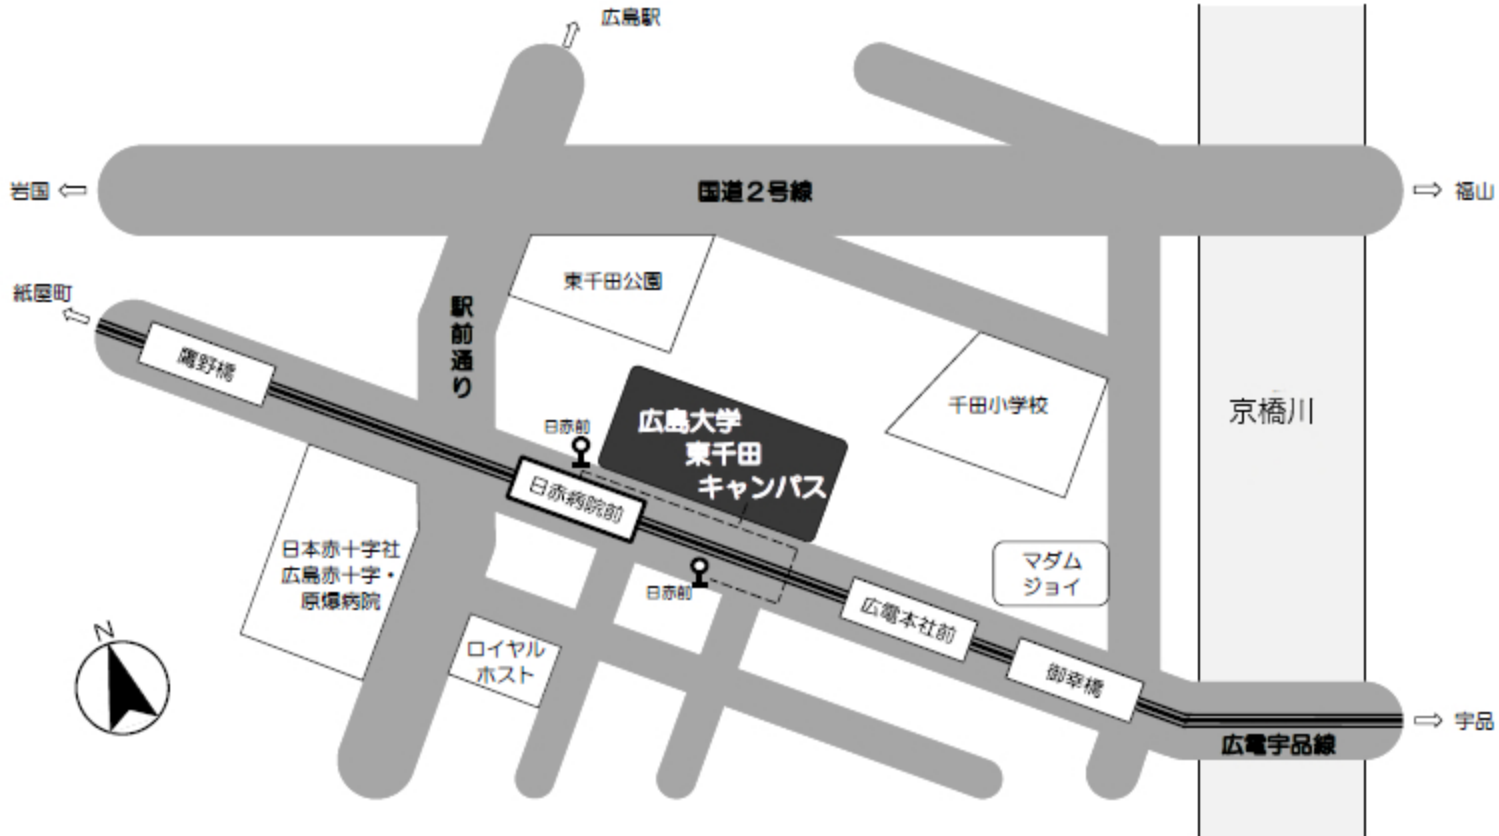 広島駅
岩国
国道2号線
福山
紙屋町
東千田公園
駅前通り
鷹野橋
千田小学校
京橋川
日赤前
広島大学
東千田
キャンパス
日赤病院前
日本赤十字社
広島赤十字・
原爆病院
マダム
ジョイ
日赤前
広電本社前
N
ロイヤル
ホスト
御幸橋
宇品
広電宇品線